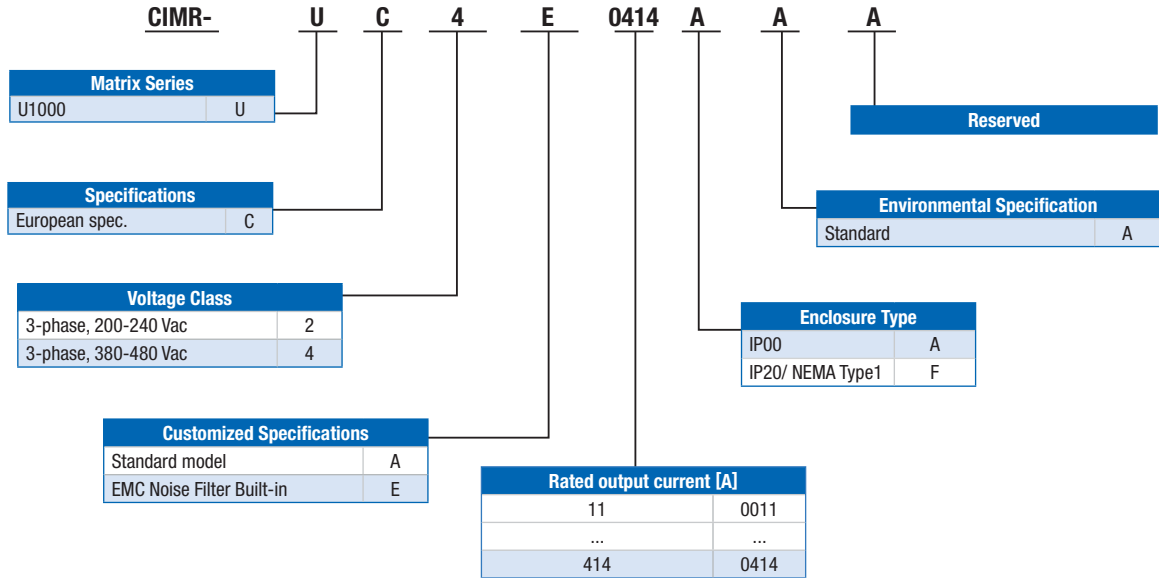 CIMR- U C 4 E 0414 A A A
Matrix Series
U1000 U
Reserved
Specifications
European spec. C
Environmental Specification
Standard A
Voltage Class
3-phase, 200-240 Vac 2
3-phase, 380-480 Vac 4
Enclosure Type
IP00 A
IP20/ NEMA Type1 F
Customized Specifications
Standard model A
EMC Noise Filter Built-in E
Rated output current [A]
11 0011
... ...
414 0414